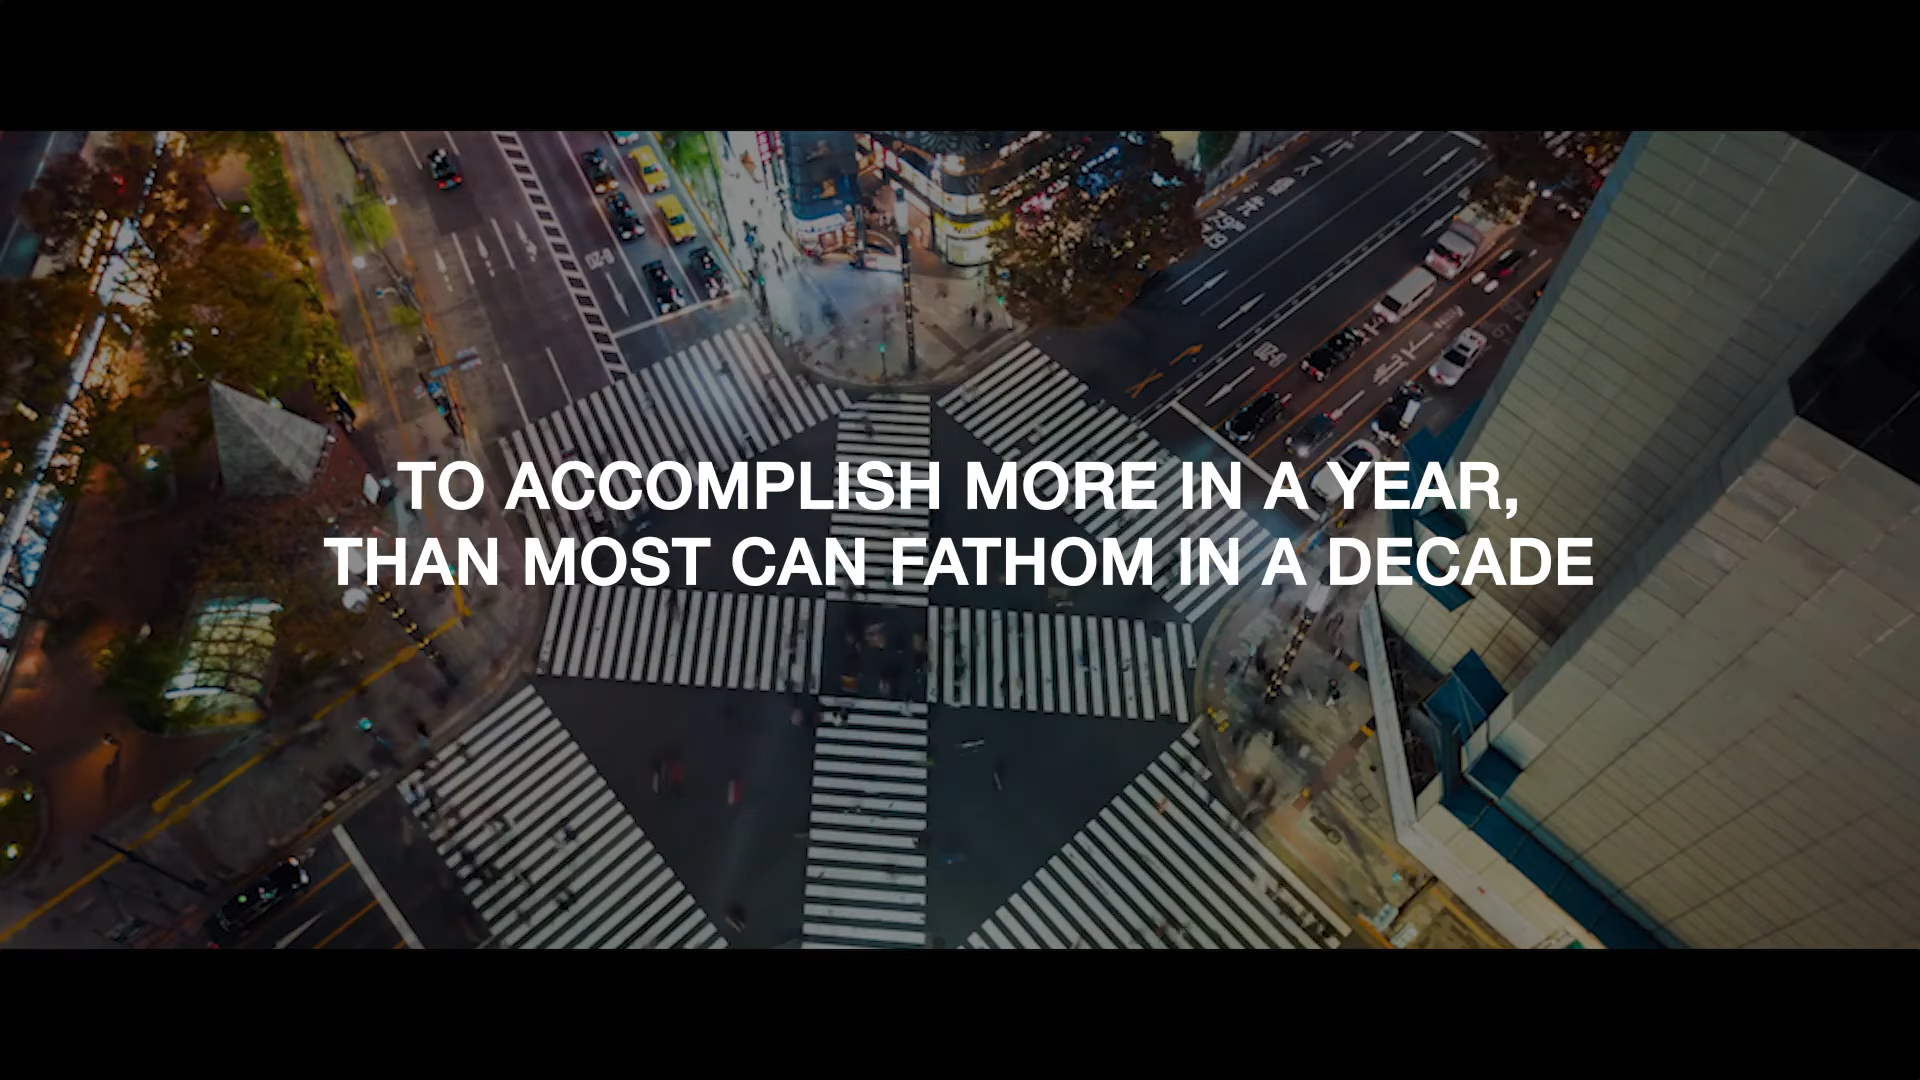 TO ACCOMPLISH MORE IN A YEAR,
THAN MOST CAN FATHOM IN A DECADE